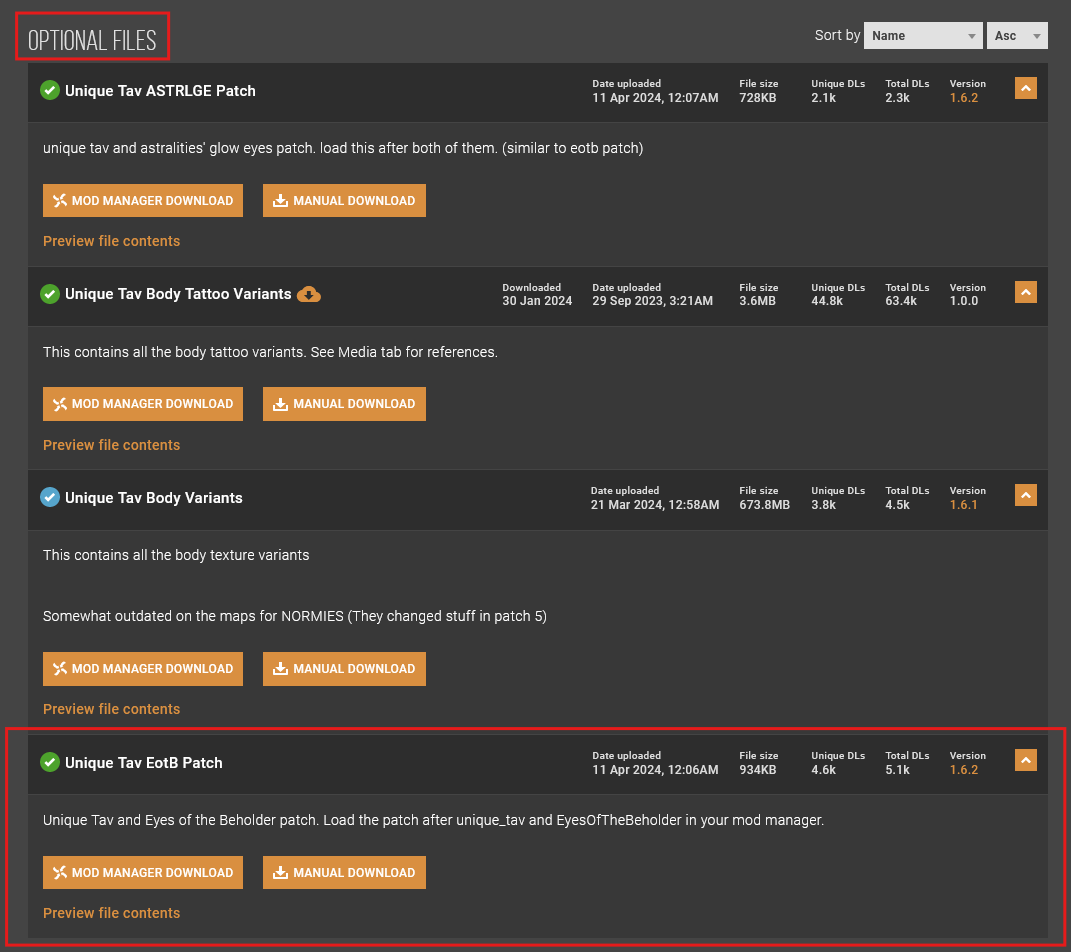 OPTIONAL FILES
Sort by Name Asc
Unique Tav ASTRLGE Patch
Date uploaded File size Unique DLs Total DLs Version
11 Apr 2024, 12:07AM 728KB 2.1k 2.3k 1.6.2
unique tav and astralities' glow eyes patch. load this after both of them. (similar to eotb patch)
MOD MANAGER DOWNLOAD MANUAL DOWNLOAD
Preview file contents
Unique Tav Body Tattoo Variants
Downloaded Date uploaded File size Unique DLs Total DLs Version
30 Jan 2024 29 Sep 2023, 3:21AM 3.6MB 44.8k 63.4k 1.0.0
This contains all the body tattoo variants. See Media tab for references.
MOD MANAGER DOWNLOAD MANUAL DOWNLOAD
Preview file contents
Unique Tav Body Variants
Date uploaded File size Unique DLs Total DLs Version
21 Mar 2024, 12:58AM 673.8MB 3.8k 4.5k 1.6.1
This contains all the body texture variants
Somewhat outdated on the maps for NORMIES (They changed stuff in patch 5)
MOD MANAGER DOWNLOAD MANUAL DOWNLOAD
Preview file contents
Unique Tav EotB Patch
Date uploaded File size Unique DLs Total DLs Version
11 Apr 2024, 12:06AM 934KB 4.6k 5.1k 1.6.2
Unique Tav and Eyes of the Beholder patch. Load the patch after unique_tav and EyesOfTheBeholder in your mod manager.
MOD MANAGER DOWNLOAD MANUAL DOWNLOAD
Preview file contents